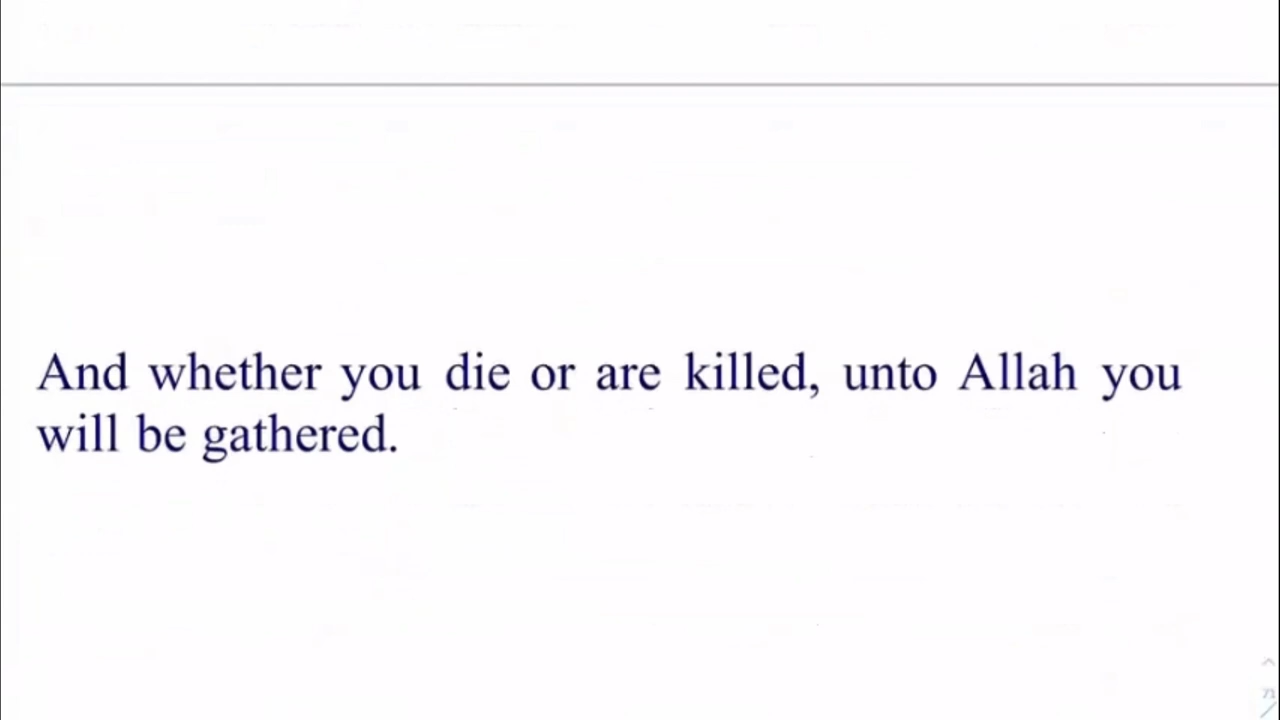 And whether you die or are killed, unto Allah you
will be gathered.